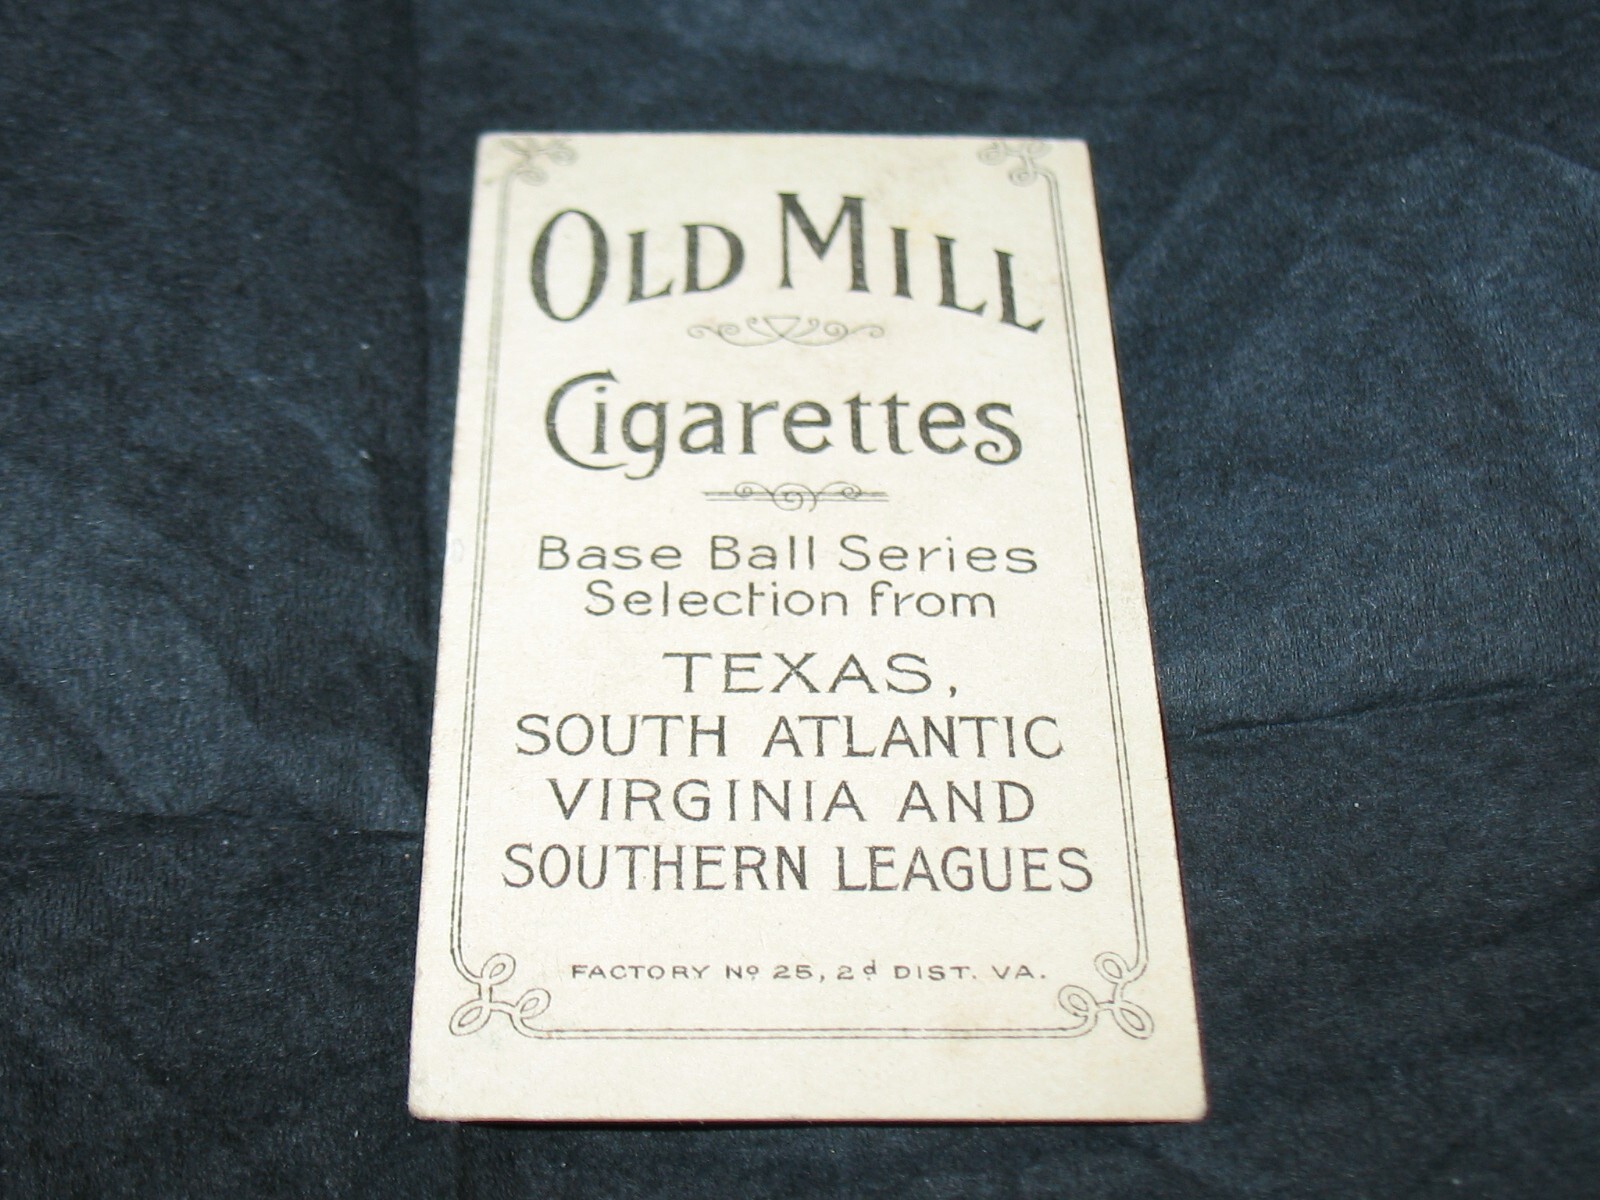 OLD MILL
Cigarettes
Base Ball Series
Selection from
TEXAS,
SOUTH ATLANTIC
VIRGINIA AND
SOUTHERN LEAGUES
FACTORY Nº 25, 2d DIST. VA.